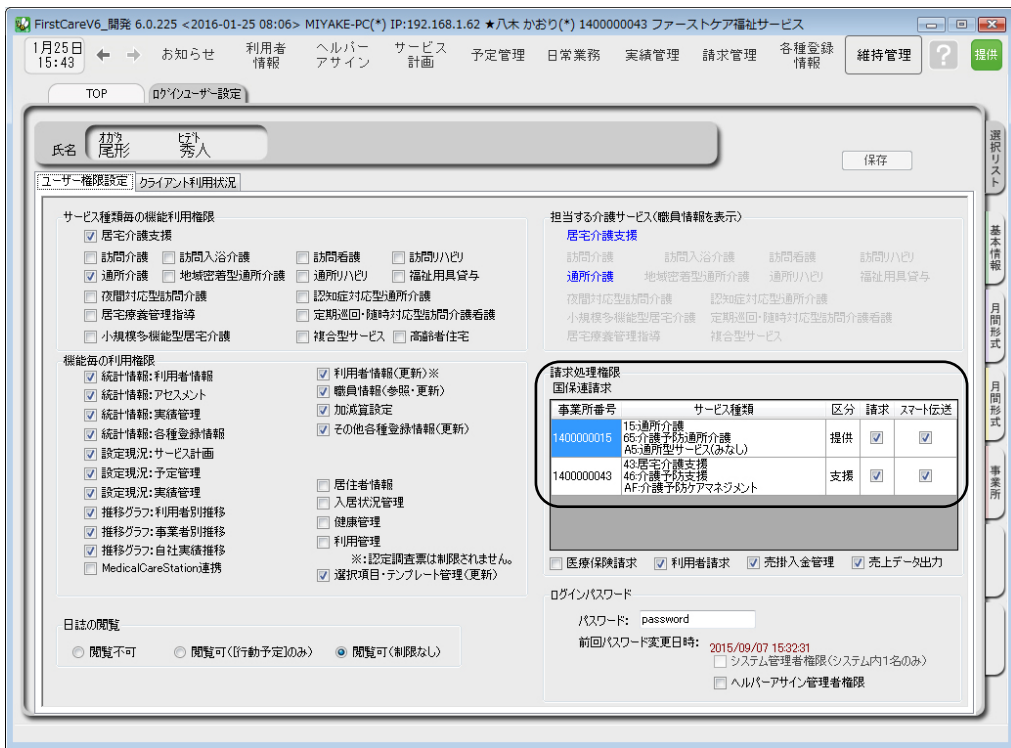 FirstCareV6_開発 6.0.225 <2016-01-25 08:06> MIYAKE-PC(*) IP:192.168.1.62 ★八木 かおり(*) 1400000043 ファーストケア福祉サービス
1月25日
15:43
お知らせ
利用者
情報
ヘルパー
アサイン
サービス
計画
予定管理
日常業務
実績管理
請求管理
各種登録
情報
維持管理
?
提供
TOP
ログインユーザー設定
氏名
オガタ ヒデト
尾形 秀人
保存
ユーザー権限設定
クライアント利用状況
サービス種類毎の機能利用権限
居宅介護支援
訪問介護 訪問入浴介護 訪問看護 訪問リハビリ
通所介護 地域密着型通所介護 通所リハビリ 福祉用具貸与
夜間対応型訪問介護 認知症対応型通所介護
居宅療養管理指導 定期巡回・随時対応型訪問介護看護
小規模多機能型居宅介護 複合型サービス 高齢者住宅
機能毎の利用権限
統計情報:利用者情報
統計情報:アセスメント
統計情報:実績管理
統計情報:各種登録情報
設定現況:サービス計画
設定現況:予定管理
設定現況:実績管理
推移グラフ:利用者別推移
推移グラフ:事業者別推移
推移グラフ:自社実績推移
MedicalCareStation連携
利用者情報(更新)※
職員情報(参照・更新)
加減算設定
その他各種登録情報(更新)
居住者情報
入居状況管理
健康管理
利用管理
※:認定調査票は制限されません。
選択項目・テンプレート管理(更新)
日誌の閲覧
閲覧不可 閲覧可([行動予定]のみ) 閲覧可(制限なし)
担当する介護サービス(職員情報を表示)
居宅介護支援
訪問介護 訪問入浴介護 訪問看護 訪問リハビリ
通所介護 地域密着型通所介護 通所リハビリ 福祉用具貸与
夜間対応型訪問介護 認知症対応型通所介護
小規模多機能型居宅介護 定期巡回・随時対応型訪問介護看護
居宅療養管理指導 複合型サービス
請求処理権限
国保連請求
事業所番号 サービス種類 区分 請求 スマート伝送
1400000015
15:通所介護
65:介護予防通所介護
A5:通所型サービス(みなし)
提供
1400000043
43:居宅介護支援
46:介護予防支援
AF:介護予防ケアマネジメント
支援
医療保険請求 利用者請求 売掛入金管理 売上データ出力
ログインパスワード
パスワード: password
前回パスワード変更日時: 2015/09/07 15:32:31
システム管理者権限(システム内1名のみ)
ヘルパーアサイン管理者権限
選択リスト
基本情報
月間形式
月間形式
事業所